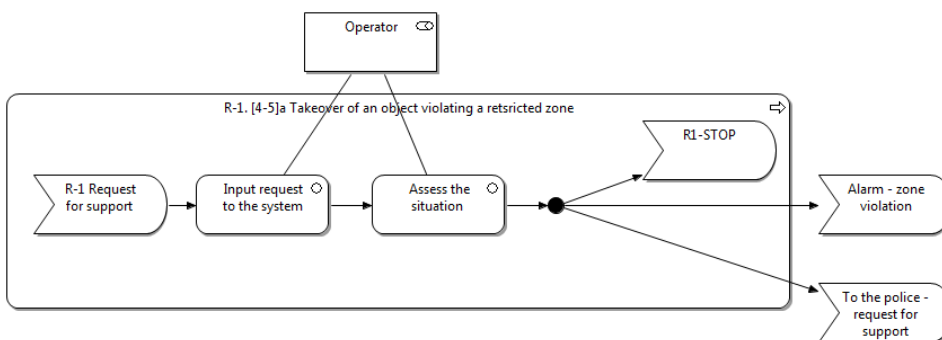 Operator
R-1. [4-5]a Takeover of an object violating a retsricted zone
R1-STOP
R-1 Request
for support
Input request
to the system
Assess the
situation
Alarm - zone
violation
To the police -
request for
support